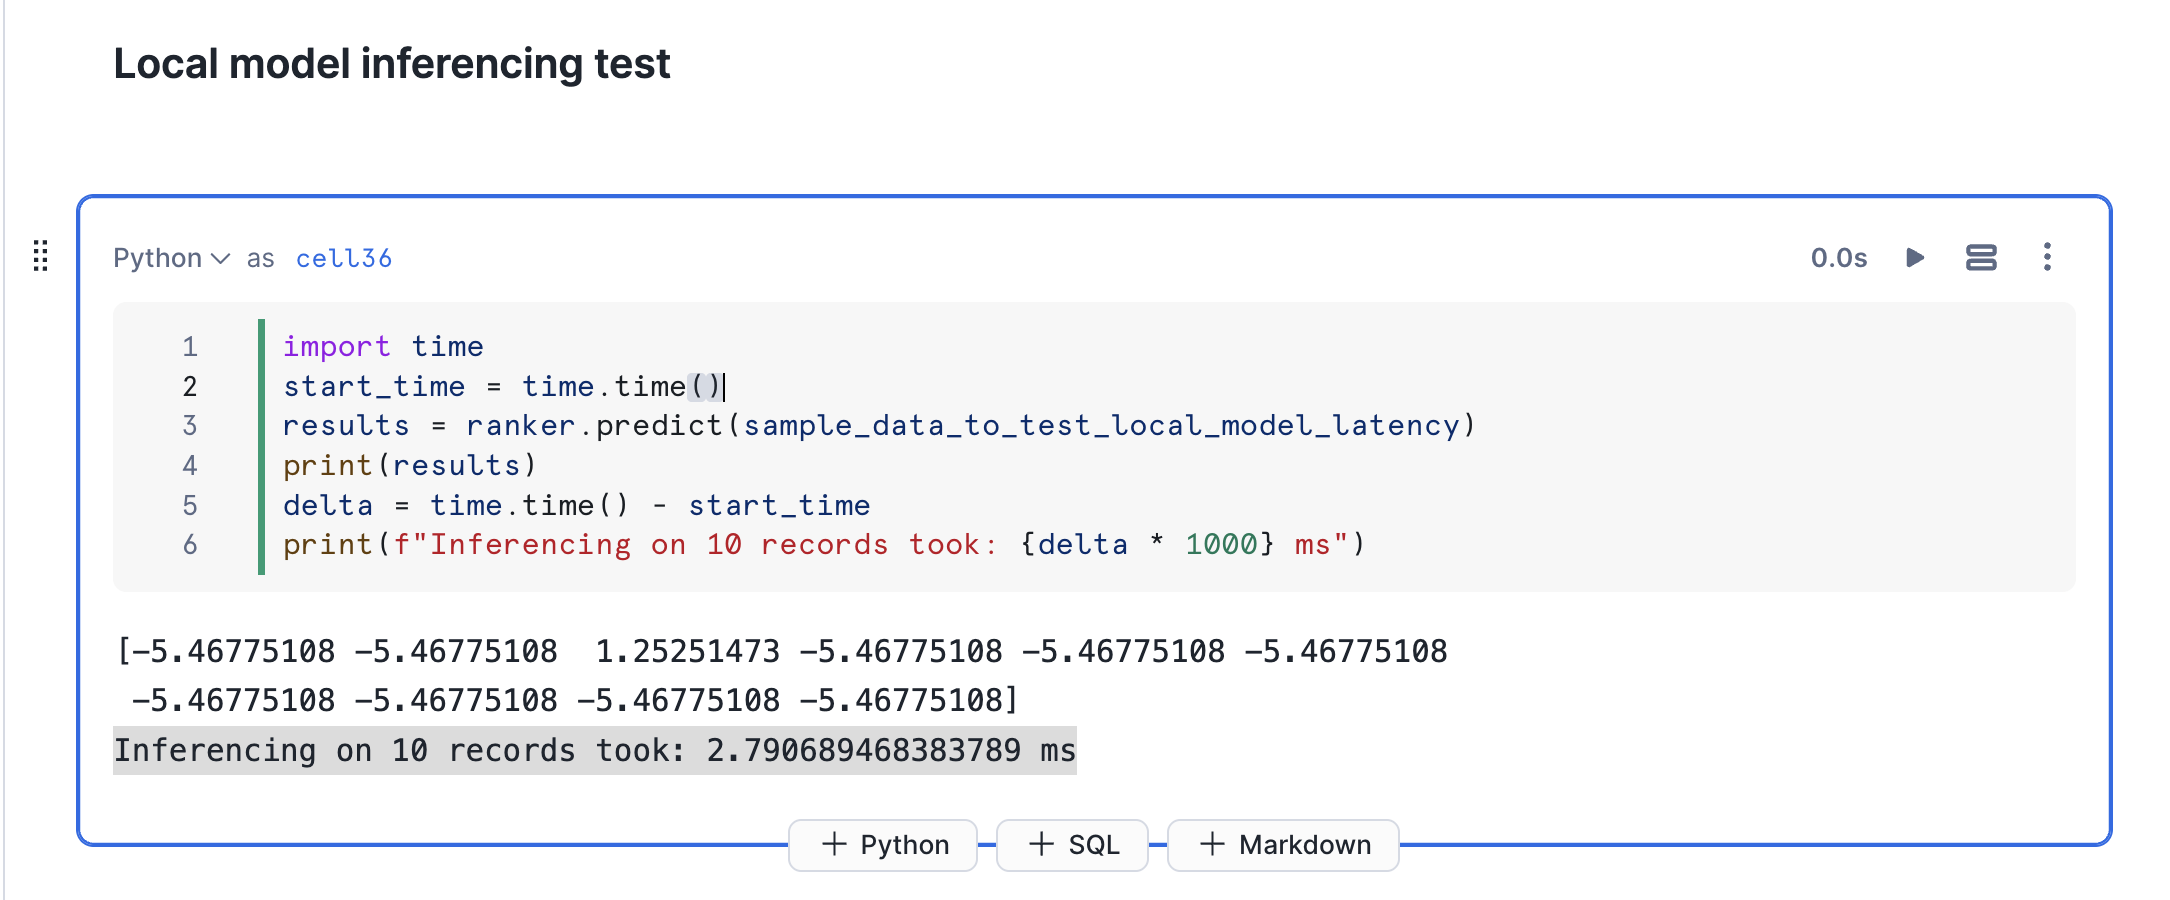 Local model inferencing test
Python as cell36 0.0s
1 import time
2 start_time = time.time()
3 results = ranker.predict(sample_data_to_test_local_model_latency)
4 print(results)
5 delta = time.time() - start_time
6 print(f"Inferencing on 10 records took: {delta * 1000} ms")
[-5.46775108 -5.46775108  1.25251473 -5.46775108 -5.46775108 -5.46775108
 -5.46775108 -5.46775108 -5.46775108 -5.46775108]
Inferencing on 10 records took: 2.790689468383789 ms
+ Python + SQL + Markdown